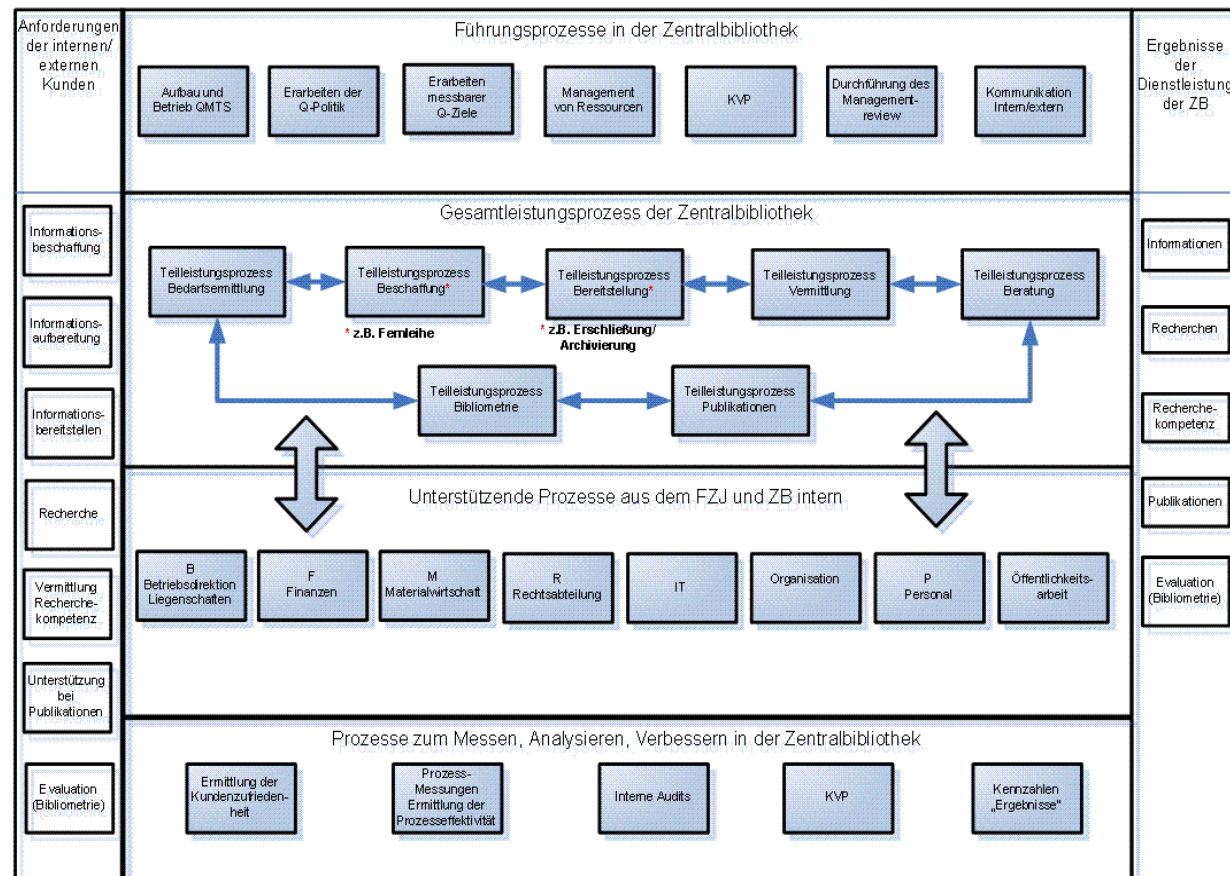 Anforderungen
der internen/
externen
Kunden
Führungsprozesse in der Zentralbibliothek
Aufbau und
Betrieb QMTS
Erarbeiten der
Q-Politik
Erarbeiten
messbarer
Q-Ziele
Management
von Ressourcen
KVP
Durchführung des
Management-
review
Kommunikation
Intern/extern
Ergebnisse
der
Dienstleistung
der ZB
Informations-
beschaffung
Informations-
aufbereitung
Informations-
bereitstellen
Recherche
Vermittlung
Recherche-
kompetenz
Unterstützung
bei
Publikationen
Evaluation
(Bibliometrie)
Gesamtleistungsprozess der Zentralbibliothek
Teilleistungsprozess
Bedarfsermittlung
Teilleistungsprozess
Beschaffung*
* z.B. Fernleihe
Teilleistungsprozess
Bereitstellung*
* z.B. Erschließung/
Archivierung
Teilleistungsprozess
Vermittlung
Teilleistungsprozess
Beratung
Teilleistungsprozess
Bibliometrie
Teilleistungsprozess
Publikationen
Unterstützende Prozesse aus dem FZJ und ZB intern
B
Betriebsdirektion
Liegenschaften
F
Finanzen
M
Materialwirtschaft
R
Rechtsabteilung
IT
Organisation
P
Personal
Öffentlichkeits-
arbeit
Prozesse zum Messen, Analysieren, Verbessern in der Zentralbibliothek
Ermittlung der
Kundenzufrieden-
heit
Prozess-
Messungen
Ermittlung der
Prozesseffektivität
Interne Audits
KVP
Kennzahlen
„Ergebnisse"
Informationen
Recherchen
Recherche-
kompetenz
Publikationen
Evaluation
(Bibliometrie)